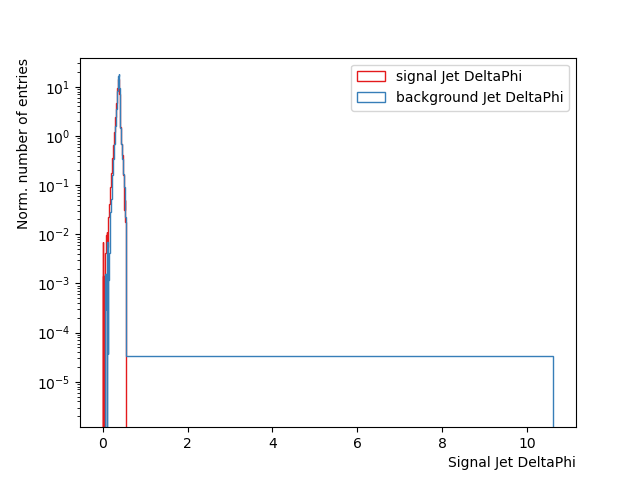 signal Jet DeltaPhi
background Jet DeltaPhi
Norm. number of entries
10¹
10⁰
10⁻¹
10⁻²
10⁻³
10⁻⁴
10⁻⁵
0 2 4 6 8 10
Signal Jet DeltaPhi